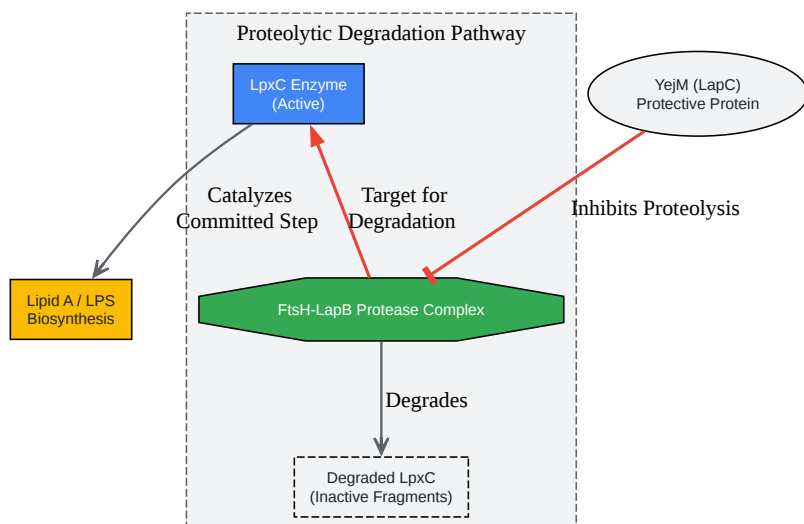 Proteolytic Degradation Pathway
LpxC Enzyme
(Active)
YejM (LapC)
Protective Protein
Catalyzes
Committed Step
Target for
Degradation
Inhibits Proteolysis
Lipid A / LPS
Biosynthesis
FtsH-LapB Protease Complex
Degrades
Degraded LpxC
(Inactive Fragments)